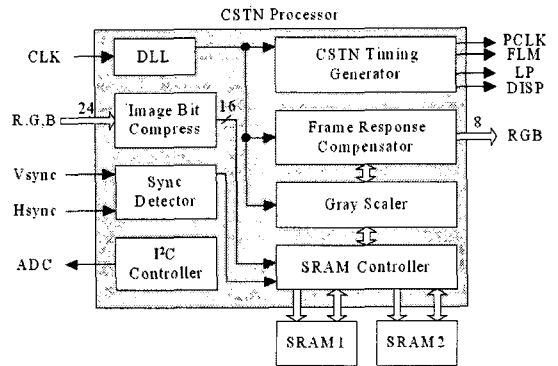 CSTN Processor
CLK
DLL
CSTN Timing
Generator
PCLK
FLM
LP
DISP
R,G,B
24
Image Bit
Compress
16
Frame Response
Compensator
8
RGB
Vsync
Hsync
Sync
Detector
Gray Scaler
ADC
I²C
Controller
SRAM Controller
SRAM1
SRAM2